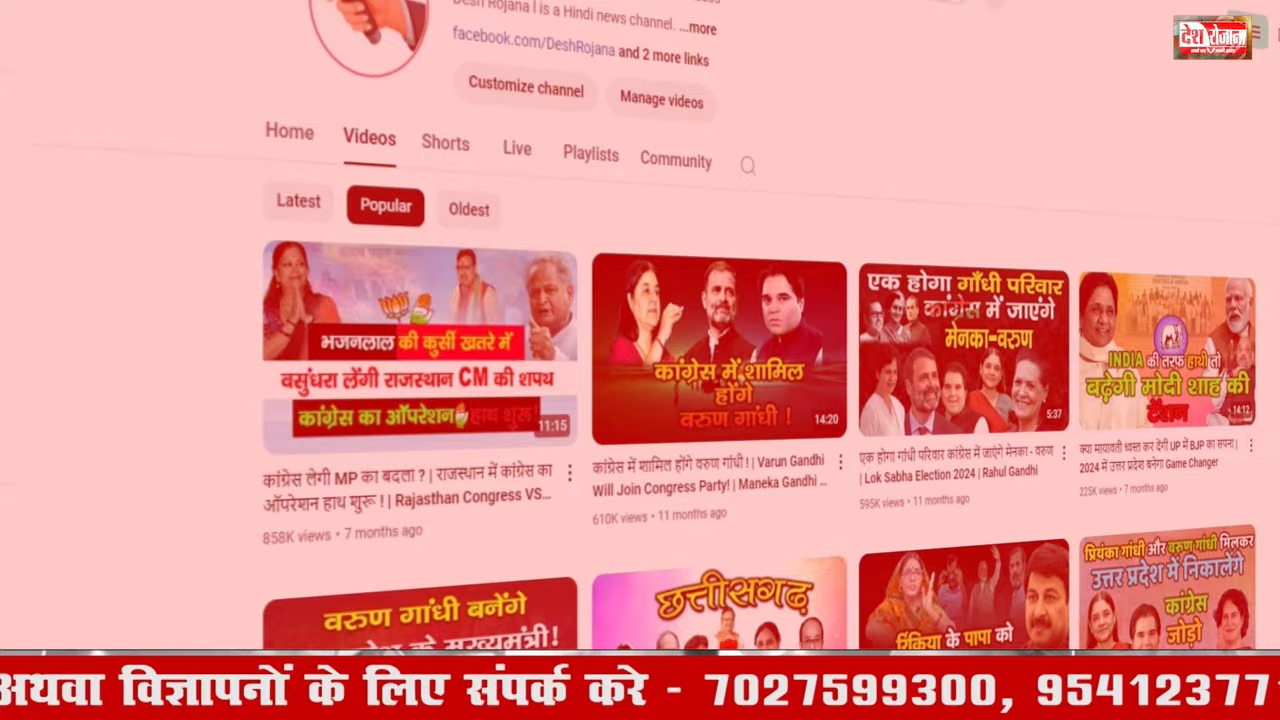 Desh Rojana l is a Hindi news channel. ...more
facebook.com/DeshRojana and 2 more links
Customize channel
Manage videos
देश रोजाना
Home
Videos
Shorts
Live
Playlists
Community
Latest
Popular
Oldest
भजनलाल की कुर्सी खतरे में
वसुंधरा लेंगी राजस्थान CM की शपथ
कांग्रेस का ऑपरेशन हाथ शुरू !
11:15
कांग्रेस लेगी MP का बदला ? | राजस्थान में कांग्रेस का
ऑपरेशन हाथ शुरू ! | Rajasthan Congress VS...
858K views • 7 months ago
कांग्रेस में शामिल
होंगे
वरुण गांधी !
14:20
कांग्रेस में शामिल होंगे वरुण गांधी ! | Varun Gandhi
Will Join Congress Party! | Maneka Gandhi ...
610K views • 11 months ago
एक होगा गाँधी परिवार
कांग्रेस में जाएंगे
मेनका-वरुण
5:37
एक होगा गांधी परिवार कांग्रेस में जाएंगे मेनका - वरुण
| Lok Sabha Election 2024 | Rahul Gandhi
595K views • 11 months ago
INDIA की तरफ हाथी तो
बढ़ेगी मोदी शाह की
टेंशन
14:12
क्या मायावती ध्वस्त कर देंगी UP में BJP का सपना |
2024 में उत्तर प्रदेश बनेगा Game Changer
225K views • 7 months ago
वरुण गांधी बनेंगे
के मुख्यमंत्री!
छत्तीसगढ़
रिंकिया के पापा को
प्रियंका गांधी और वरुण गांधी मिलकर
उत्तर प्रदेश में निकालेंगे
कांग्रेस
जोड़ो
अथवा विज्ञापनों के लिए संपर्क करे - 7027599300, 95412377